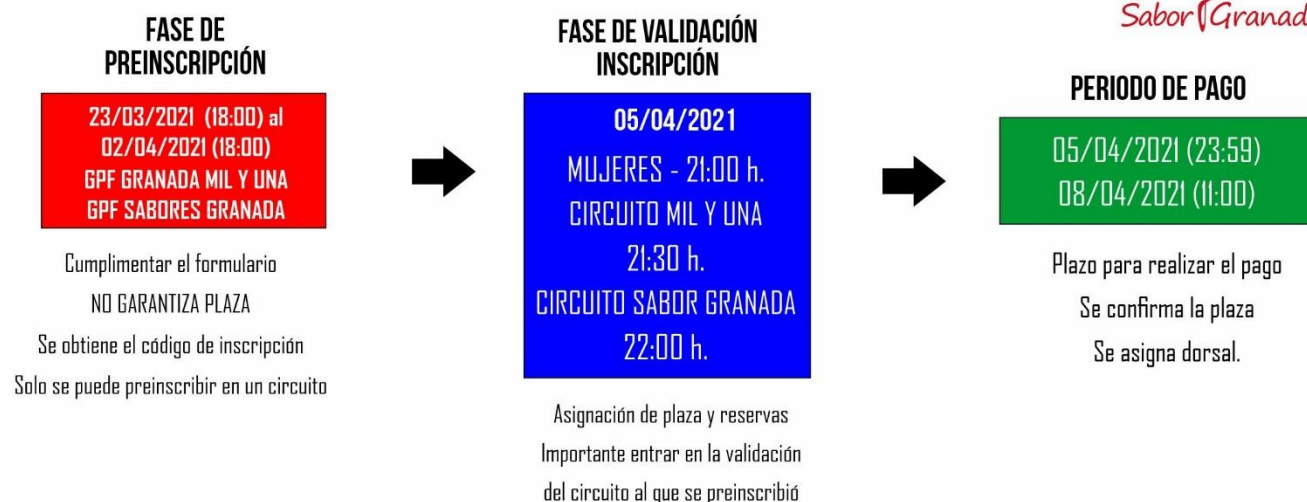 FASE DE
PREINSCRIPCIÓN
23/03/2021 (18:00) al
02/04/2021 (18:00)
GPF GRANADA MIL Y UNA
GPF SABORES GRANADA
Cumplimentar el formulario
NO GARANTIZA PLAZA
Se obtiene el código de inscripción
Solo se puede preinscribir en un circuito
FASE DE VALIDACIÓN
INSCRIPCIÓN
05/04/2021
MUJERES - 21:00 h.
CIRCUITO MIL Y UNA
21:30 h.
CIRCUITO SABOR GRANADA
22:00 h.
Asignación de plaza y reservas
Importante entrar en la validación
del circuito al que se preinscribió
Sabor Granad
PERIODO DE PAGO
05/04/2021 (23:59)
08/04/2021 (11:00)
Plazo para realizar el pago
Se confirma la plaza
Se asigna dorsal.